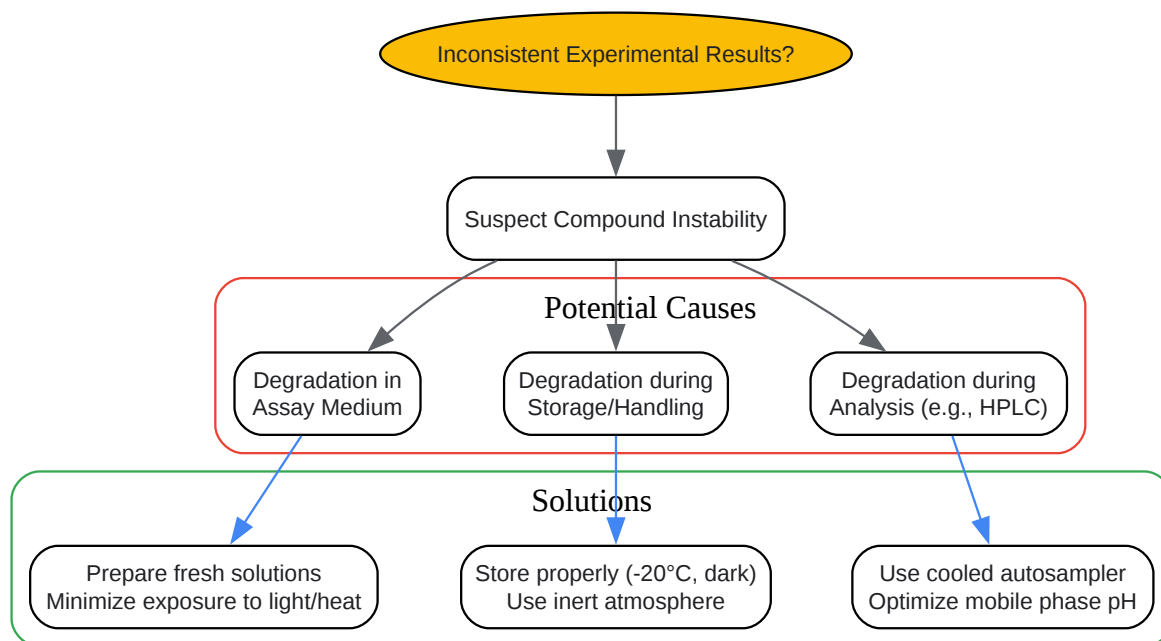 Inconsistent Experimental Results?
Suspect Compound Instability
Potential Causes
Degradation in
Assay Medium
Degradation during
Storage/Handling
Degradation during
Analysis (e.g., HPLC)
Solutions
Prepare fresh solutions
Minimize exposure to light/heat
Store properly (-20°C, dark)
Use inert atmosphere
Use cooled autosampler
Optimize mobile phase pH